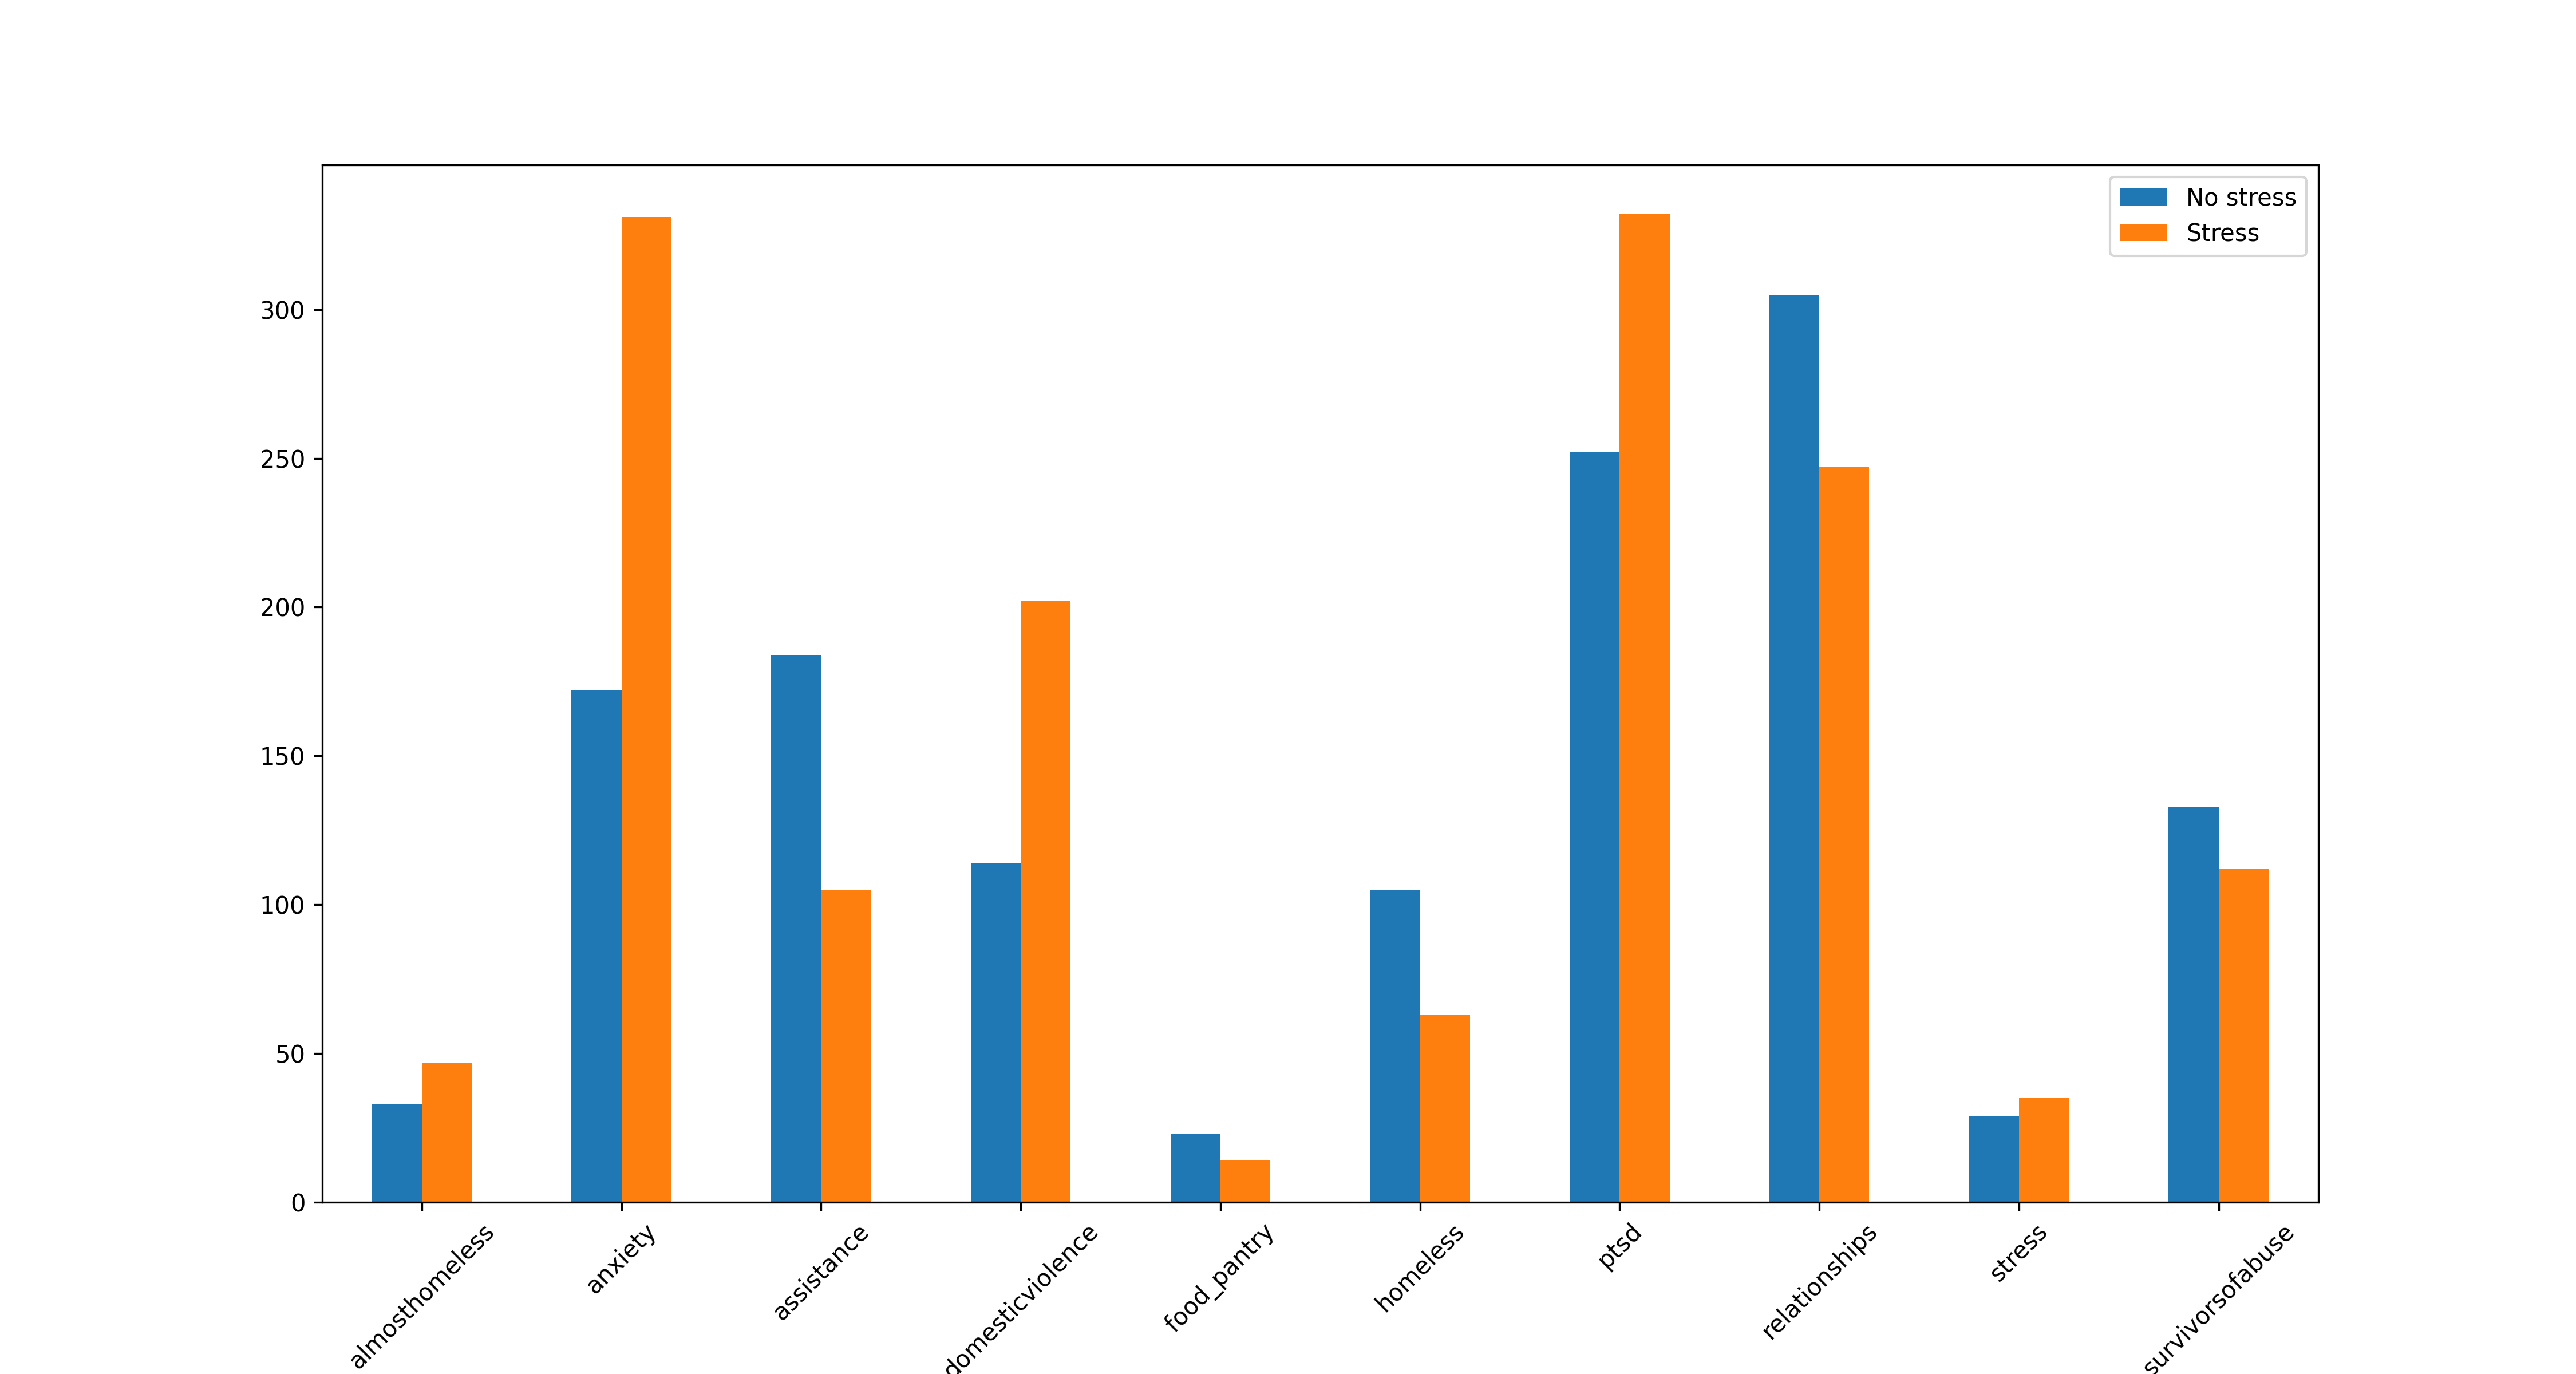 No stress
Stress
300
250
200
150
100
50
0
almosthomeless
anxiety
assistance
domesticviolence
food_pantry
homeless
ptsd
relationships
stress
survivorsofabuse